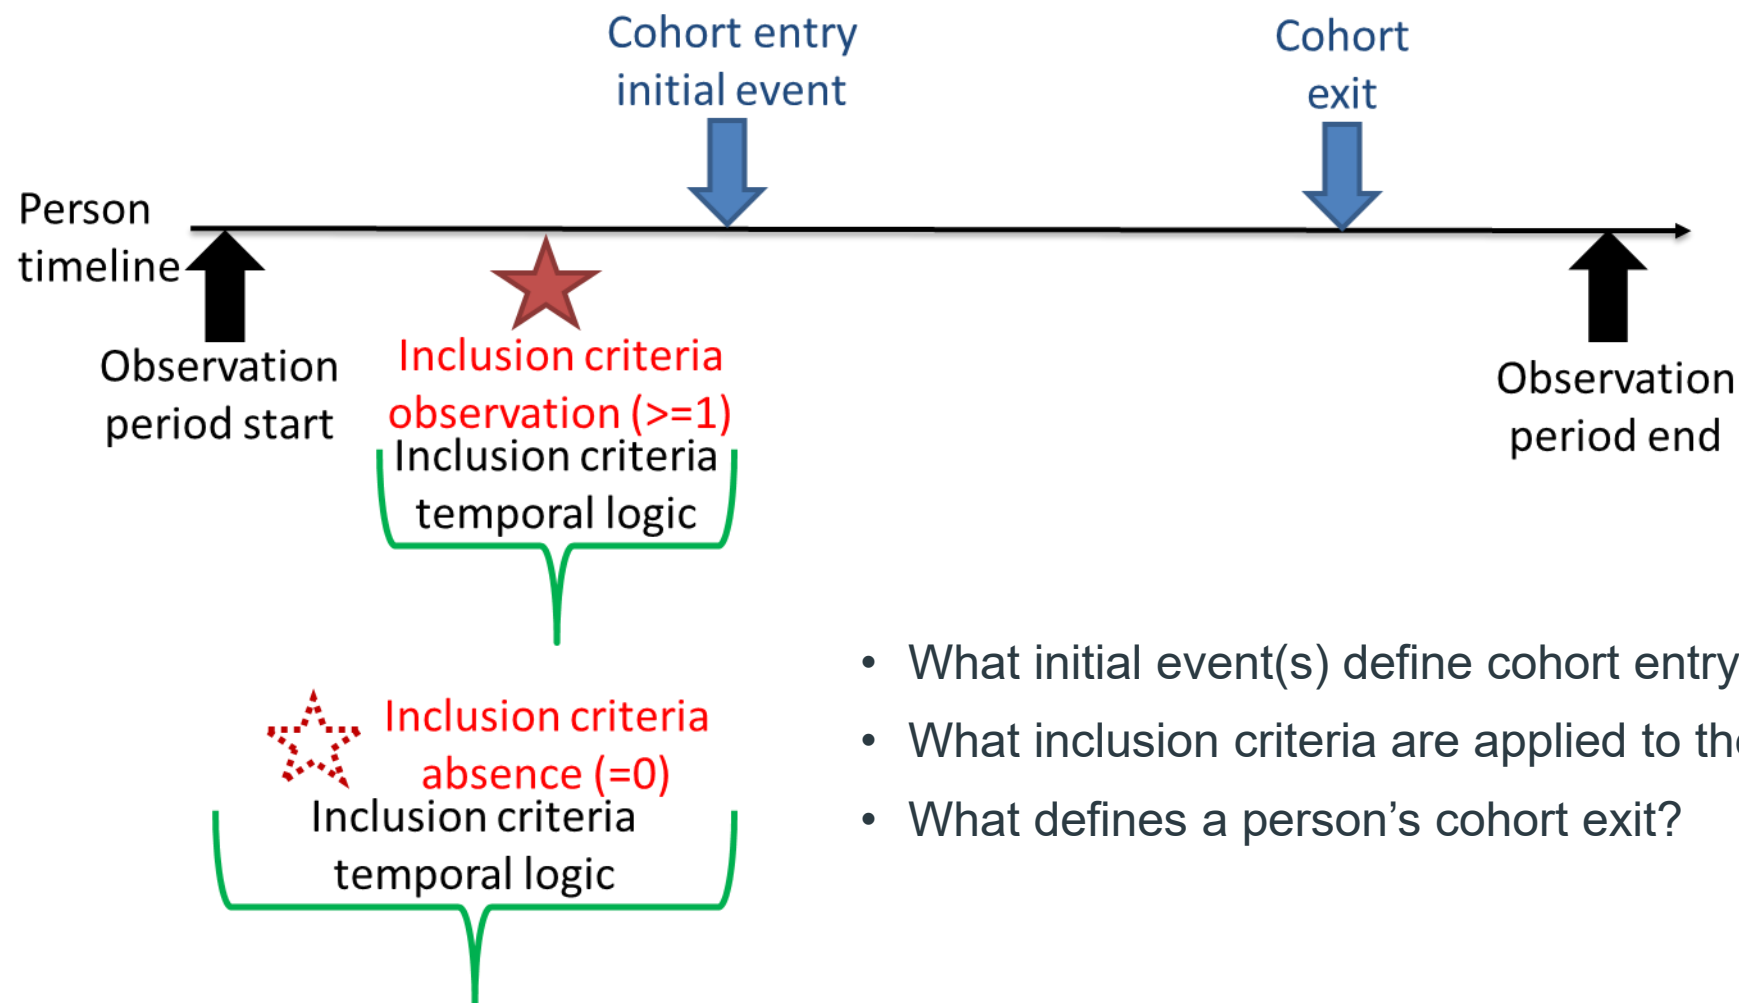 Cohort entry
initial event
Cohort
exit
Person
timeline
Observation
period start
Inclusion criteria
observation (>=1)
Inclusion criteria
temporal logic
Observation
period end
Inclusion criteria
absence (=0)
Inclusion criteria
temporal logic
• What initial event(s) define cohort entry
• What inclusion criteria are applied to
• What defines a person’s cohort exit?